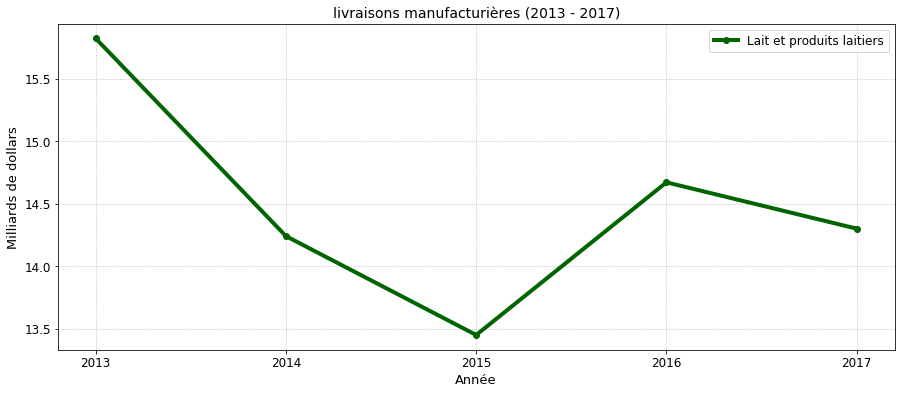 livraisons manufacturières (2013 - 2017)
Lait et produits laitiers
Milliards de dollars
15.5
15.0
14.5
14.0
13.5
2013 2014 2015 2016 2017
Année